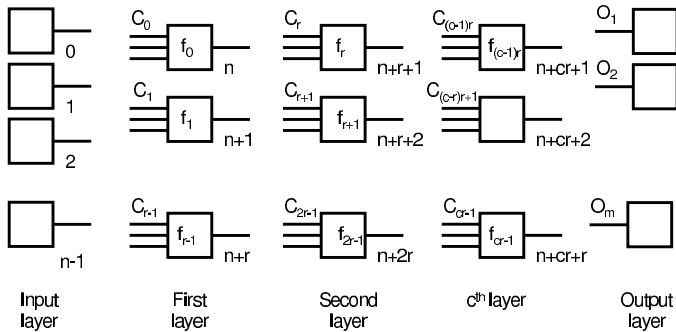 C0 Cr C(c-1)r O1
f0 fr f(c-1)r
0 n n+r+1 n+cr+1
C1 Cr+1 C(c-r)r+1 O2
1 f1 fr+1
2 n+1 n+r+2 n+cr+2
Cr-1 C2r-1 Ccr-1 Om
fr-1 f2r-1 fcr-1
n-1 n+r n+2r n+cr+r
Input layer
First layer
Second layer
cth layer
Output layer